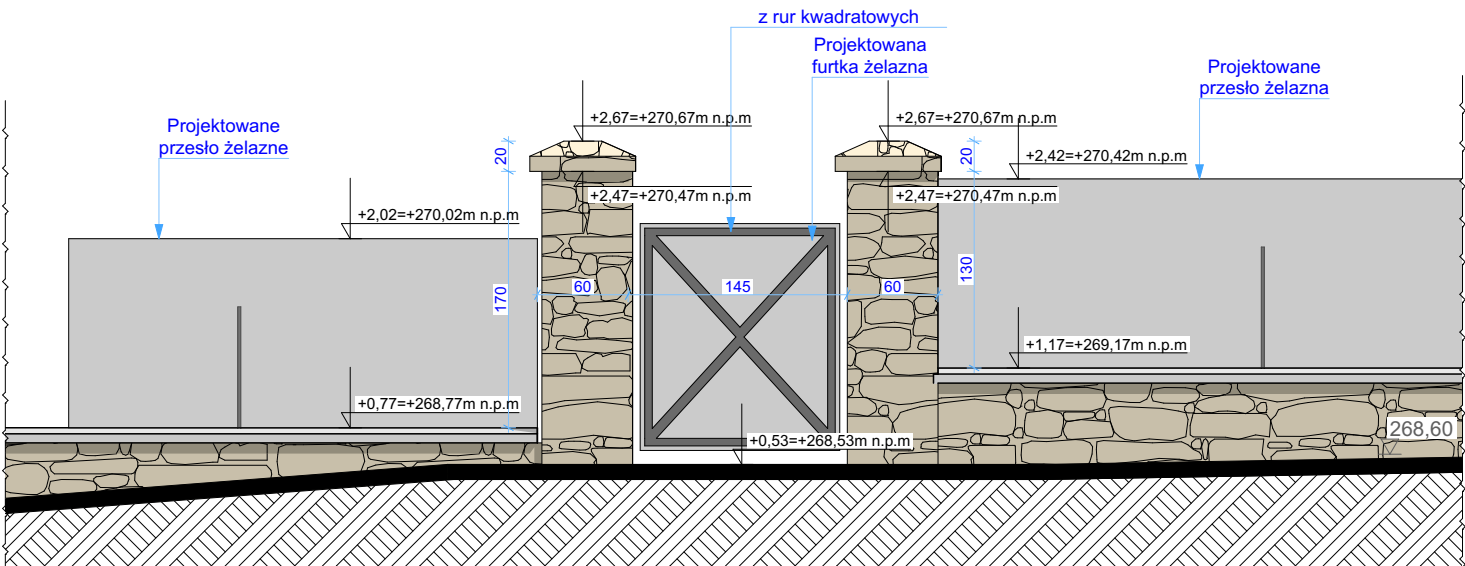 z rur kwadratowych
Projektowana
furtka żelazna
Projektowane
przesło żelazna
Projektowane
przesło żelazne
+2,67=+270,67m n.p.m
+2,67=+270,67m n.p.m
20
20
+2,42=+270,42m n.p.m
+2,47=+270,47m n.p.m
+2,47=+270,47m n.p.m
+2,02=+270,02m n.p.m
130
60
145
60
170
+1,17=+269,17m n.p.m
+0,77=+268,77m n.p.m
268,60
+0,53=+268,53m n.p.m